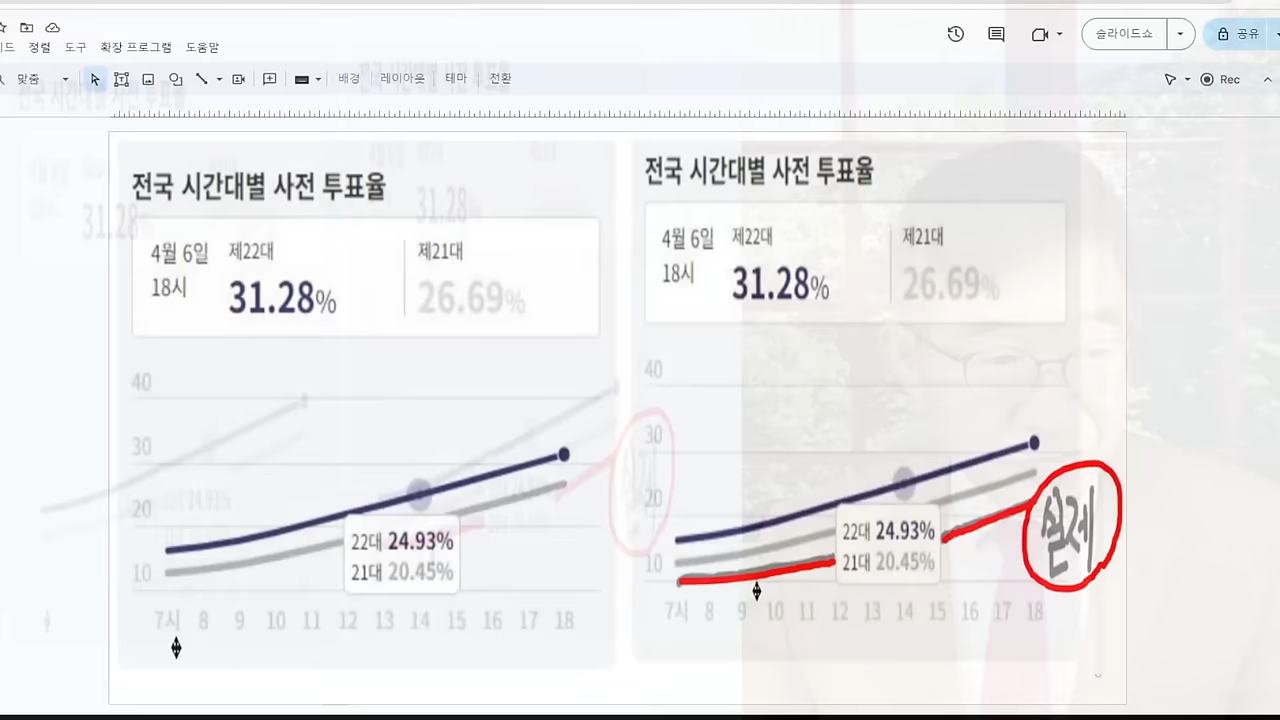 정렬 도구 확장 프로그램 도움말
슬라이드쇼
공유
맞춤
배경
레이아웃
테마
전환
Rec
전국 시간대별 사전 투표율
4월 6일
18시
제22대
31.28%
제21대
26.69%
40
30
20
10
22대 24.93%
21대 20.45%
7시 8 9 10 11 12 13 14 15 16 17 18
전국 시간대별 사전 투표율
4월 6일
18시
제22대
31.28%
제21대
26.69%
40
30
20
10
22대 24.93%
21대 20.45%
7시 8 9 10 11 12 13 14 15 16 17 18
실제
31.28%
31.28%